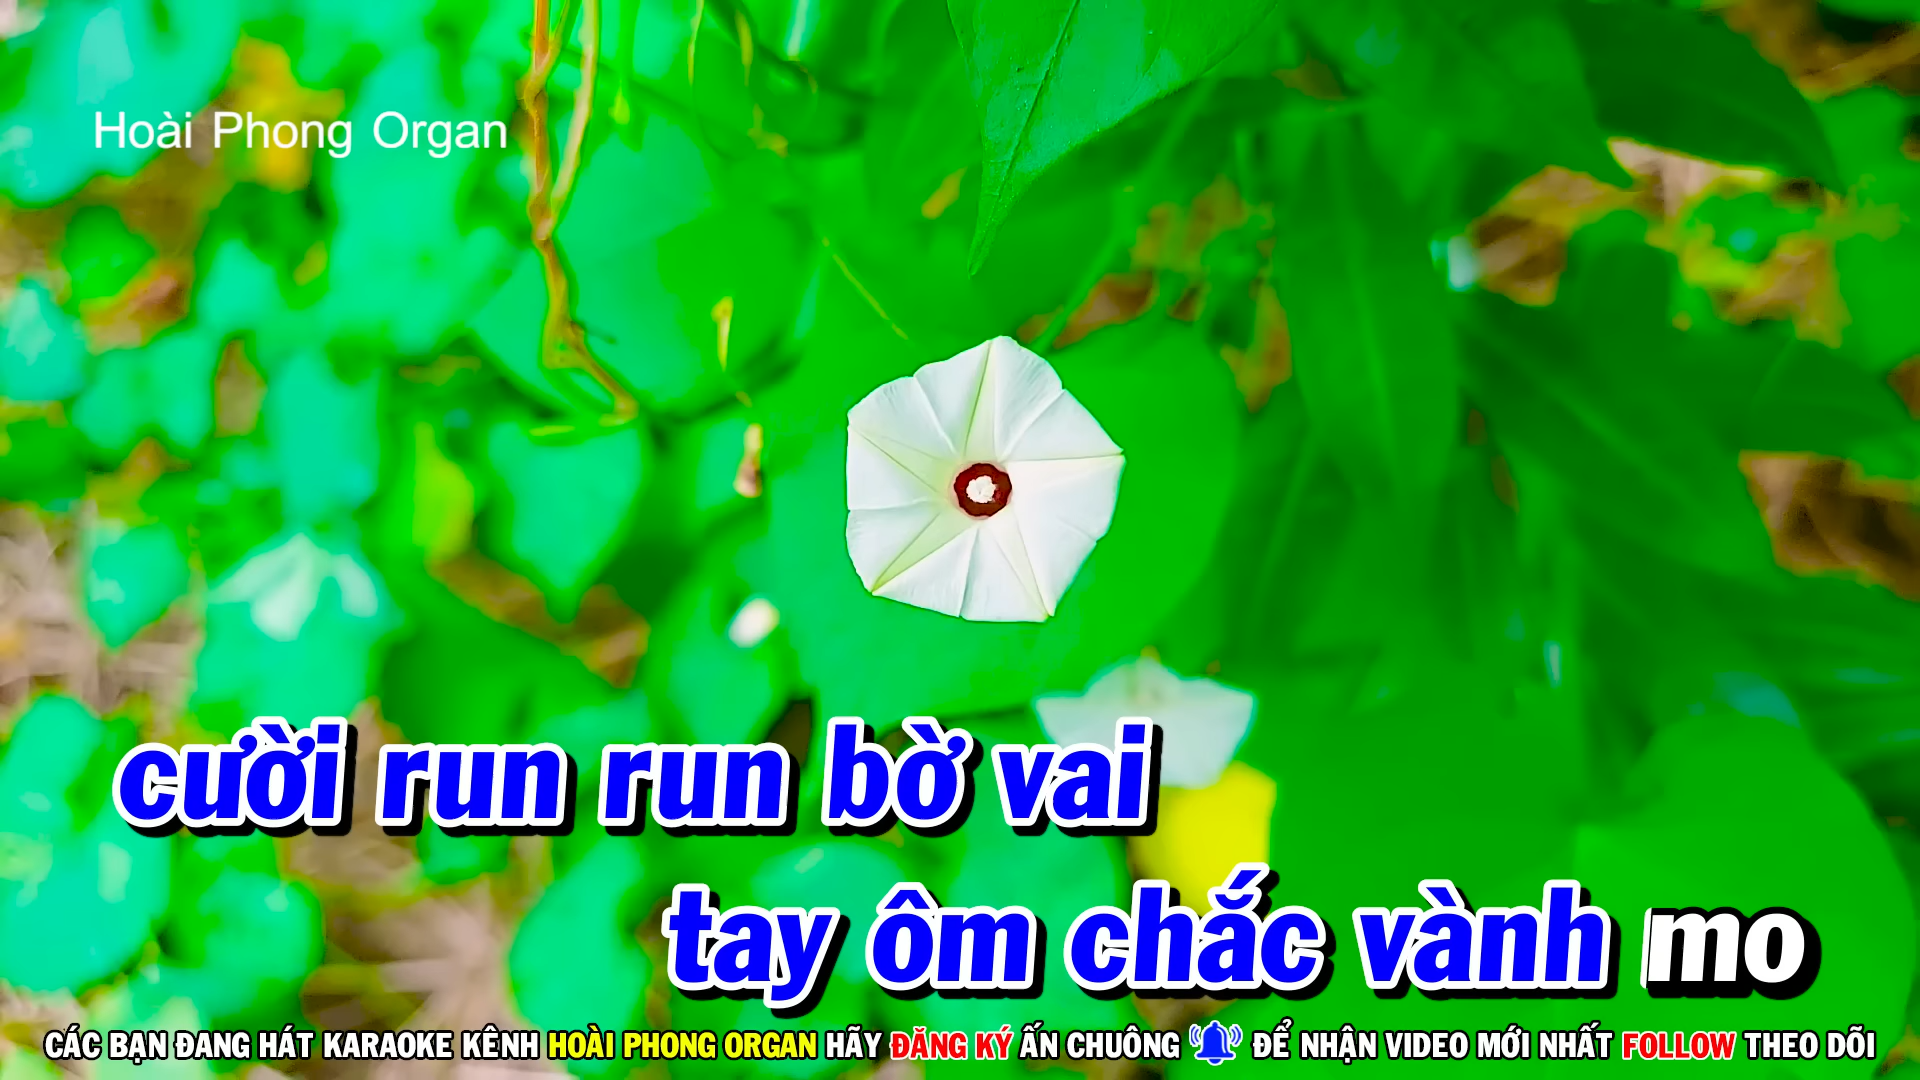 Hoài Phong Organ
cười run run bờ vai
tay ôm chắc vành mo
CÁC BẠN ĐANG HÁT KARAOKE KÊNH HOÀI PHONG ORGAN HÃY ĐĂNG KÝ ẤN CHUÔNG ĐỂ NHẬN VIDEO MỚI NHẤT FOLLOW THEO DÕI